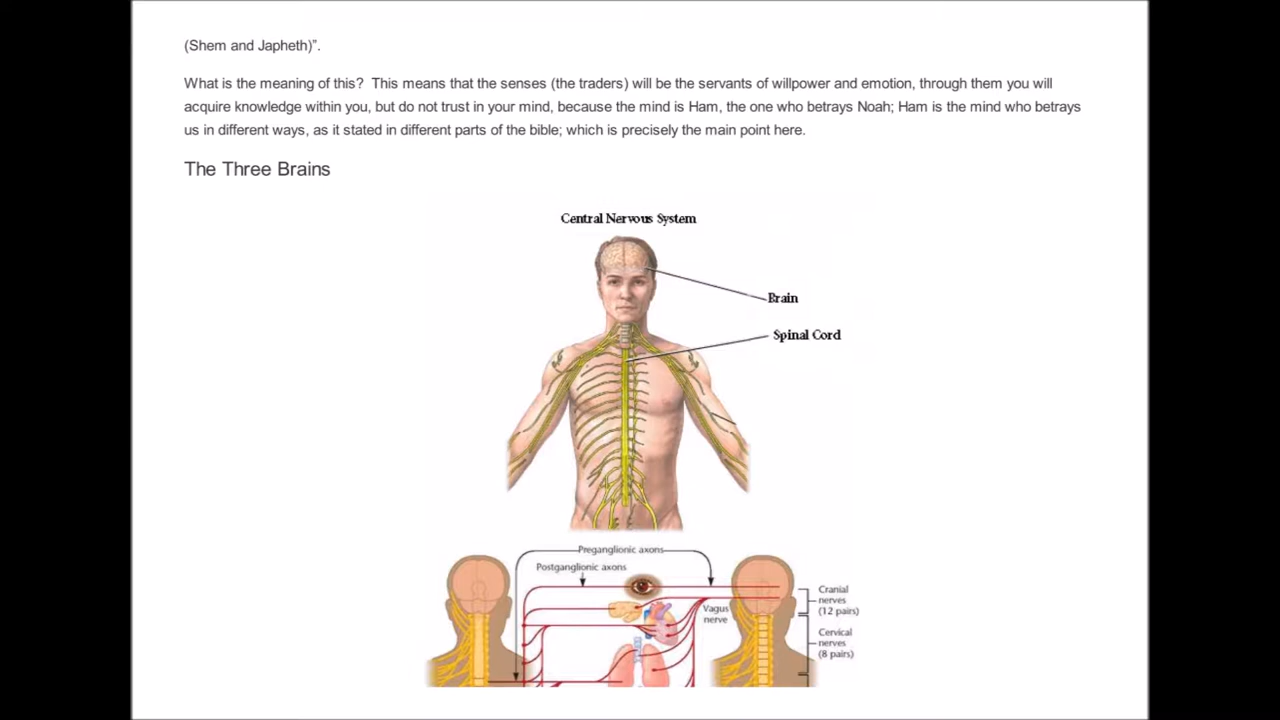 (Shem and Japheth)”.
What is the meaning of this?  This means that the senses (the traders) will be the servants of willpower and emotion, through them you will
acquire knowledge within you, but do not trust in your mind, because the mind is Ham, the one who betrays Noah; Ham is the mind who betrays
us in different ways, as it stated in different parts of the bible; which is precisely the main point here.
The Three Brains
Central Nervous System
Brain
Spinal Cord
Preganglionic axons
Postganglionic axons
Vagus
nerve
Cranial
nerves
(12 pairs)
Cervical
nerves
(8 pairs)